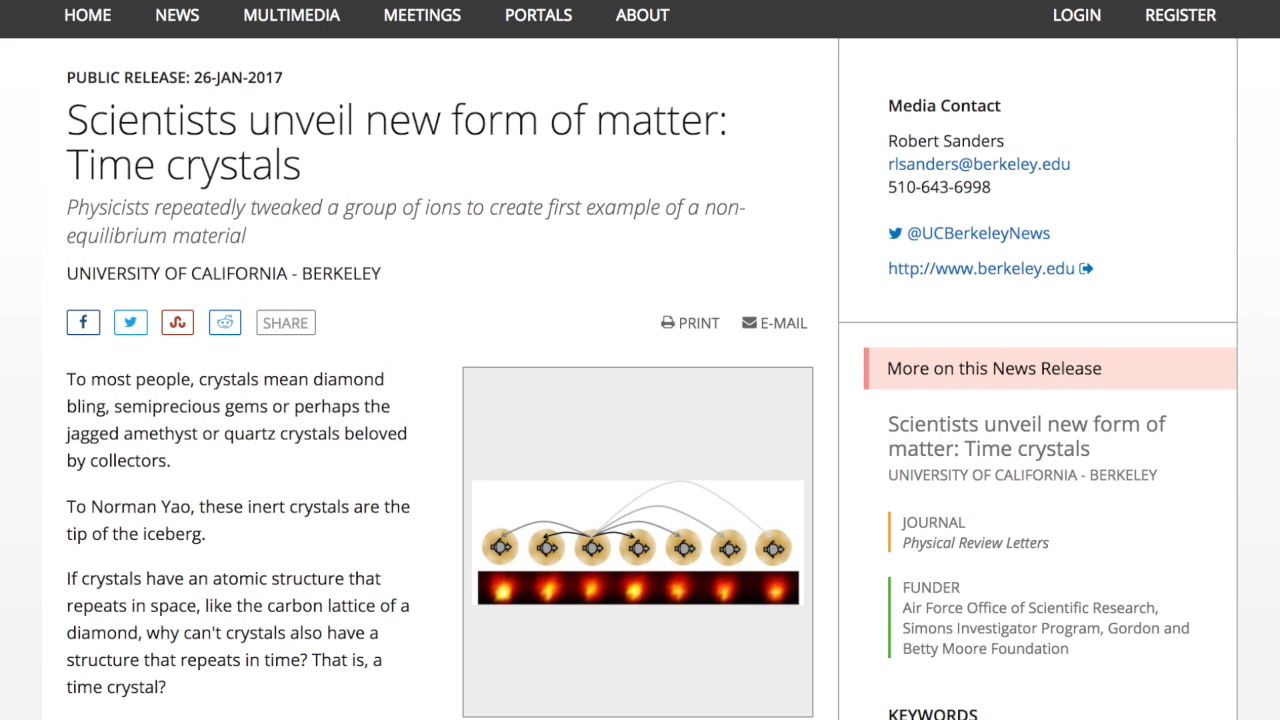 HOME NEWS MULTIMEDIA MEETINGS PORTALS ABOUT LOGIN REGISTER
PUBLIC RELEASE: 26-JAN-2017
Scientists unveil new form of matter:
Time crystals
Physicists repeatedly tweaked a group of ions to create first example of a non-
equilibrium material
UNIVERSITY OF CALIFORNIA - BERKELEY
f
SHARE
PRINT
E-MAIL
To most people, crystals mean diamond
bling, semiprecious gems or perhaps the
jagged amethyst or quartz crystals beloved
by collectors.
To Norman Yao, these inert crystals are the
tip of the iceberg.
If crystals have an atomic structure that
repeats in space, like the carbon lattice of a
diamond, why can't crystals also have a
structure that repeats in time? That is, a
time crystal?
Media Contact
Robert Sanders
rlsanders@berkeley.edu
510-643-6998
@UCBerkeleyNews
http://www.berkeley.edu
More on this News Release
Scientists unveil new form of
matter: Time crystals
UNIVERSITY OF CALIFORNIA - BERKELEY
JOURNAL
Physical Review Letters
FUNDER
Air Force Office of Scientific Research,
Simons Investigator Program, Gordon and
Betty Moore Foundation
KEYWORDS